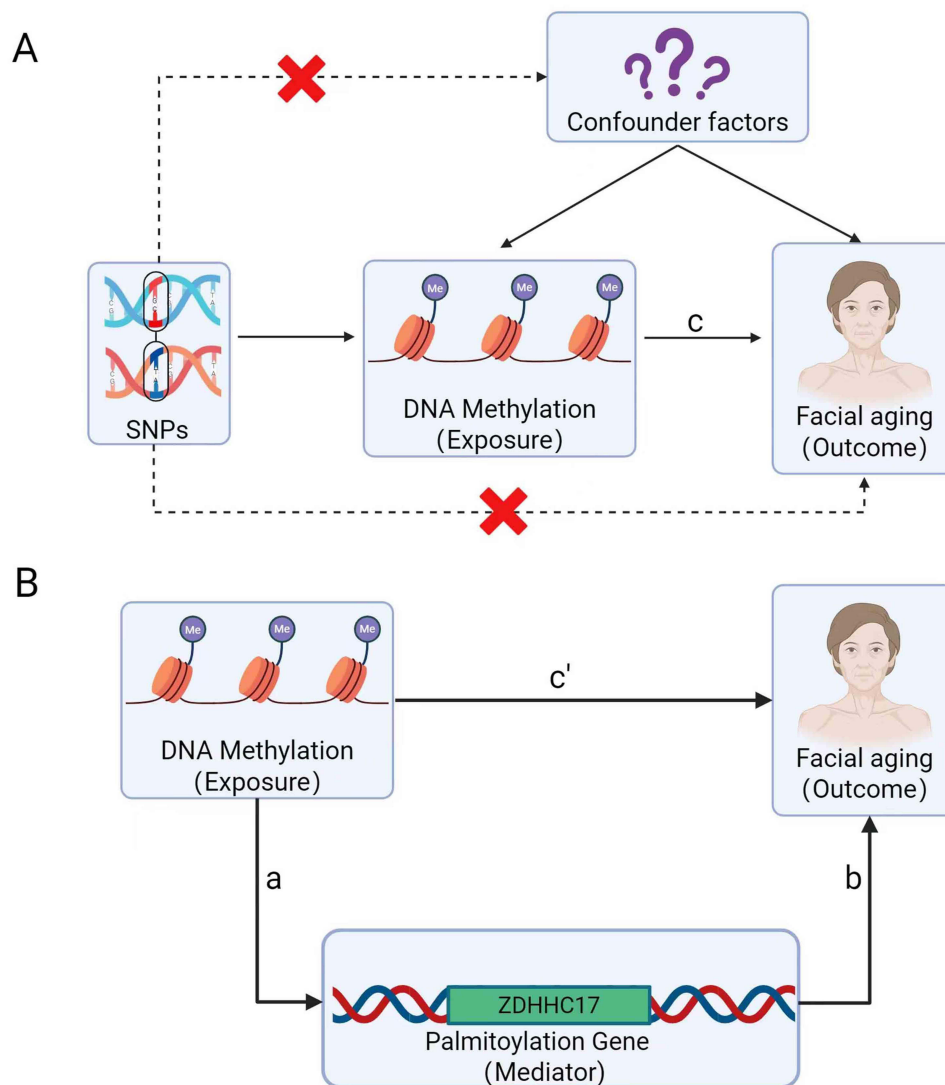 A
Confounder factors
Me Me Me
c
SNPs
DNA Methylation
(Exposure)
Facial aging
(Outcome)
B
Me Me Me
c'
DNA Methylation
(Exposure)
Facial aging
(Outcome)
a
b
ZDHHC17
Palmitoylation Gene
(Mediator)